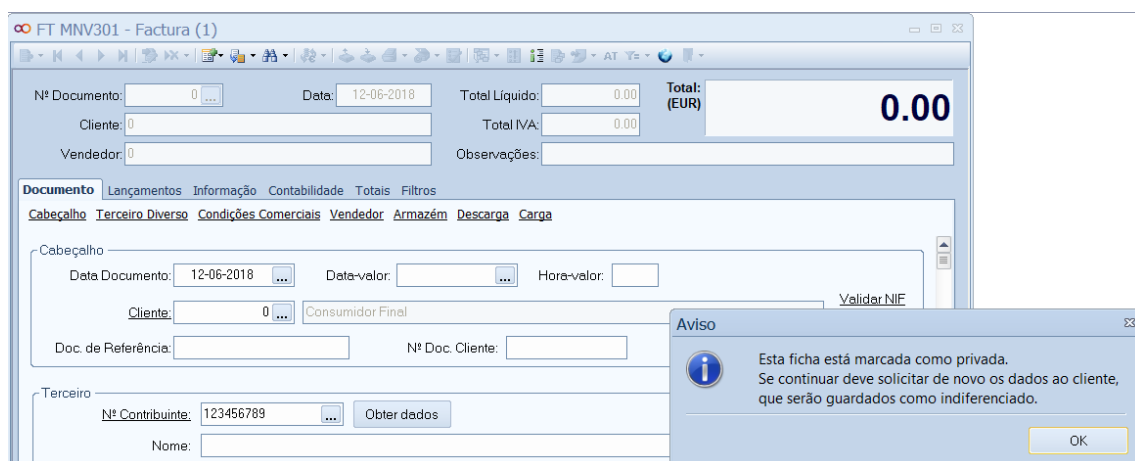 FT MNV301 - Factura (1)
AT
Nº Documento: 0 ... Data: 12-06-2018 Total Líquido: 0.00 Total: (EUR) 0.00
Cliente: 0 Total IVA: 0.00
Vendedor: 0 Observações:
Documento Lançamentos Informação Contabilidade Totais Filtros
Cabeçalho Terceiro Diverso Condições Comerciais Vendedor Armazém Descarga Carga
Cabeçalho
Data Documento: 12-06-2018 ... Data-valor: ... Hora-valor:
Validar NIF
Cliente: 0 ... Consumidor Final
Doc. de Referência: Nº Doc. Cliente:
Terceiro
Nº Contribuinte: 123456789 ... Obter dados
Nome:
Aviso
Esta ficha está marcada como privada.
Se continuar deve solicitar de novo os dados ao cliente,
que serão guardados como indiferenciado.
OK